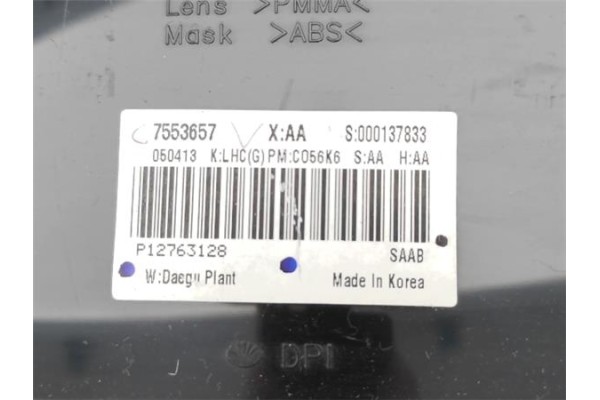 Lens >PMMA<
Mask >ABS<
7553657 X:AA S:000137833
050413 K:LHC(G) PM:C056K6 S:AA H:AA
P12763128 SAAB
W:Daegu Plant Made In Korea
DPI